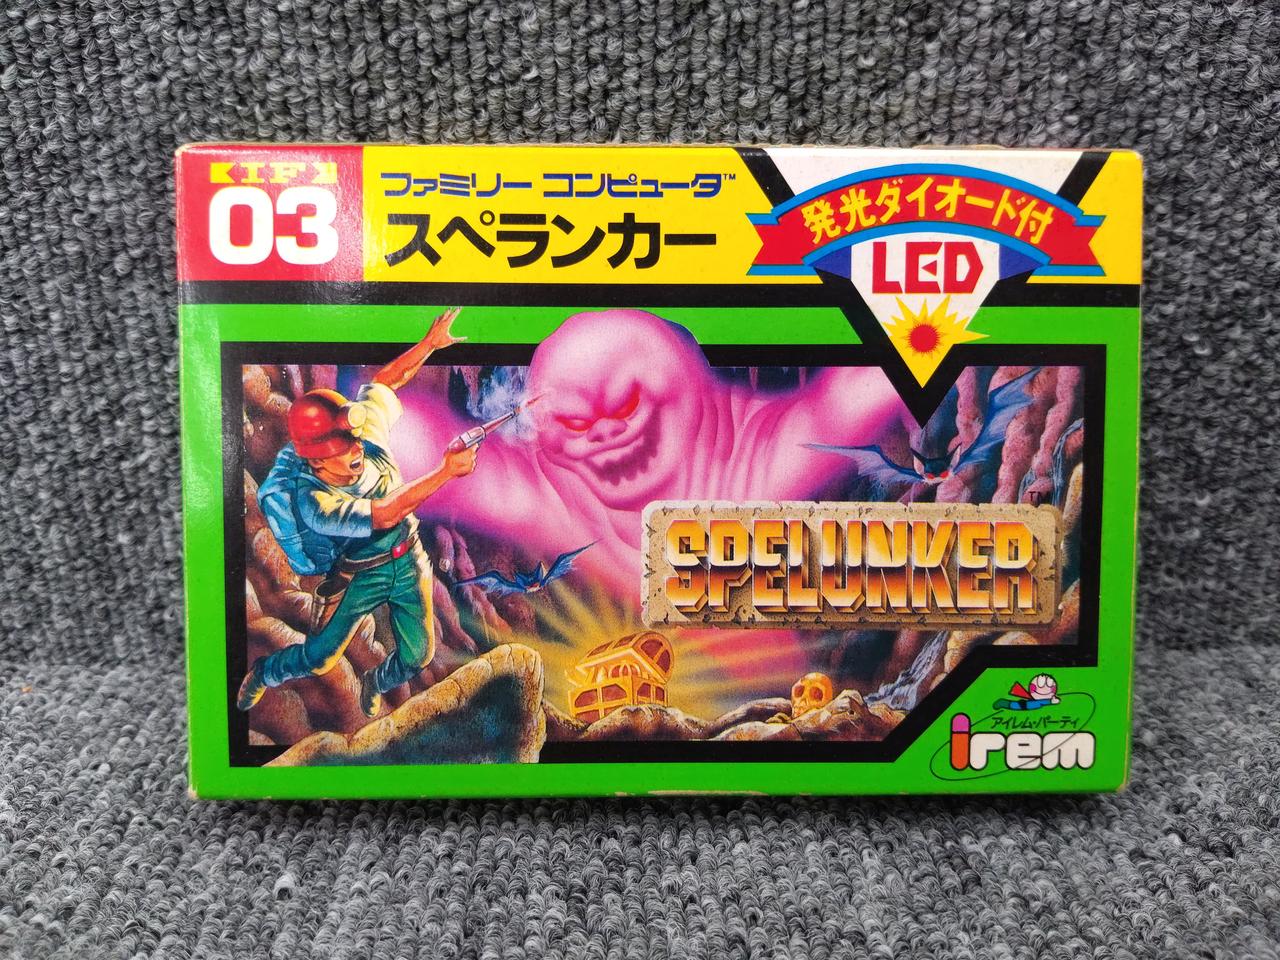 IF
03
ファミリー コンピュータ™
スペランカー
発光ダイオード付
LED
TM
SPELUNKER
アイレム・パーティ
irem